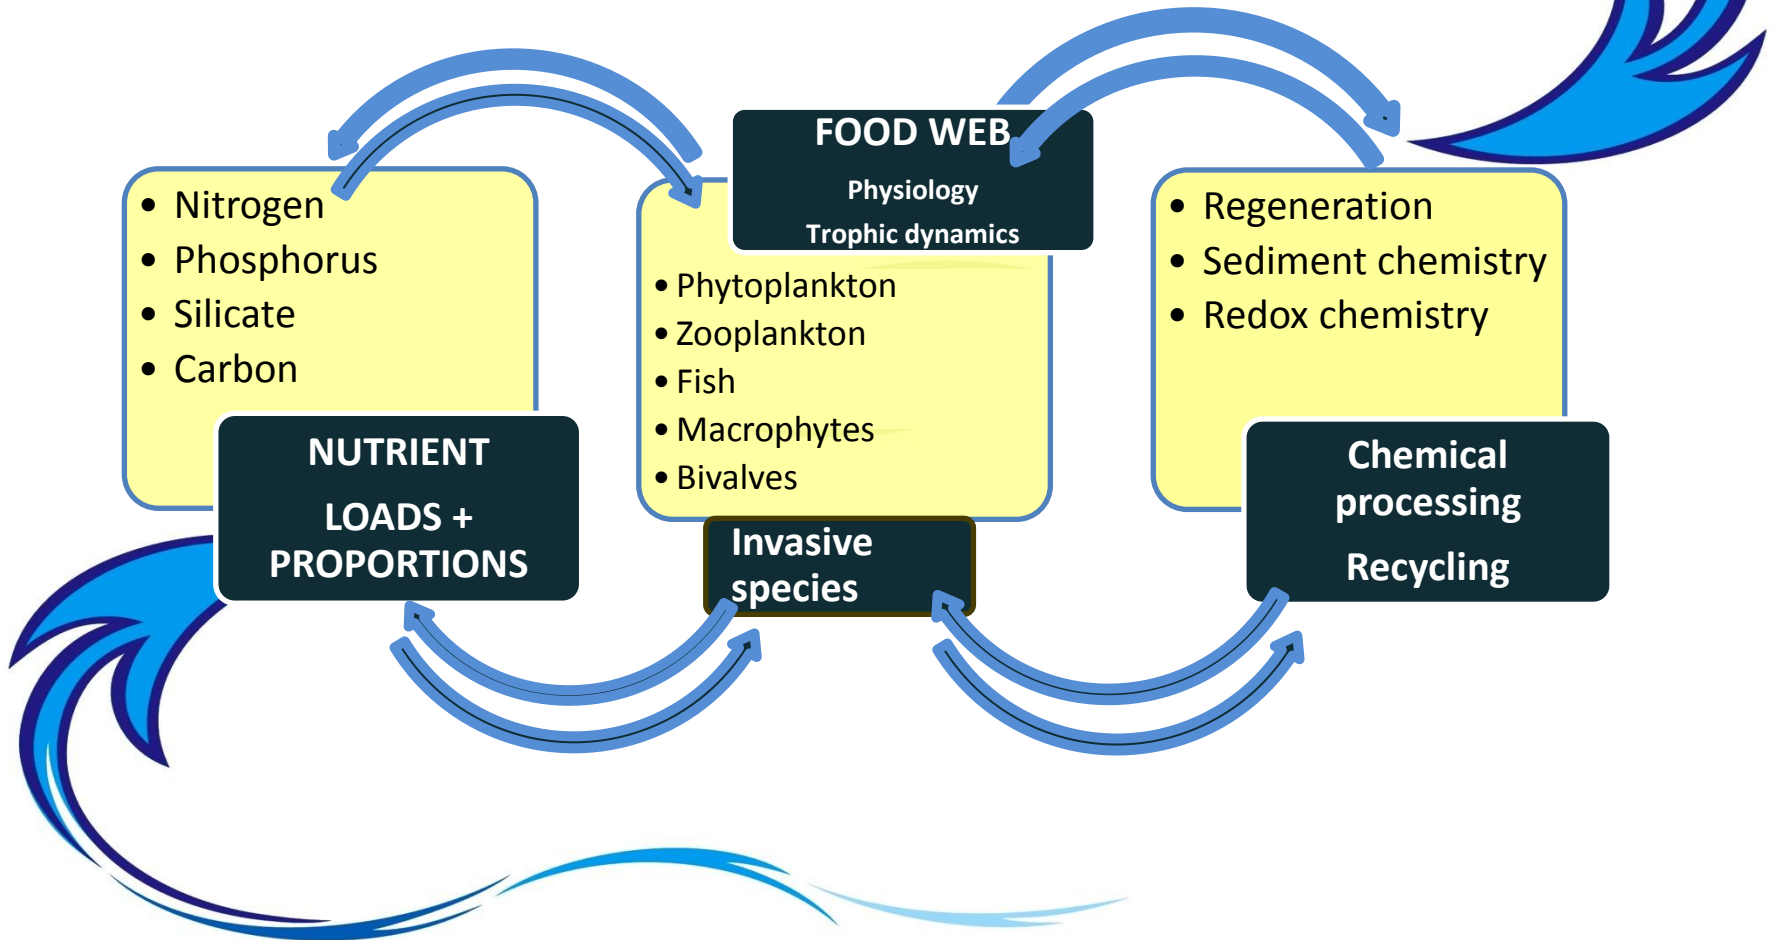 • Nitrogen
• Phosphorus
• Silicate
• Carbon
NUTRIENT
LOADS +
PROPORTIONS
FOOD WEB
Physiology
Trophic dynamics
• Phytoplankton
• Zooplankton
• Fish
• Macrophytes
• Bivalves
Invasive
species
• Regeneration
• Sediment chemistry
• Redox chemistry
Chemical
processing
Recycling